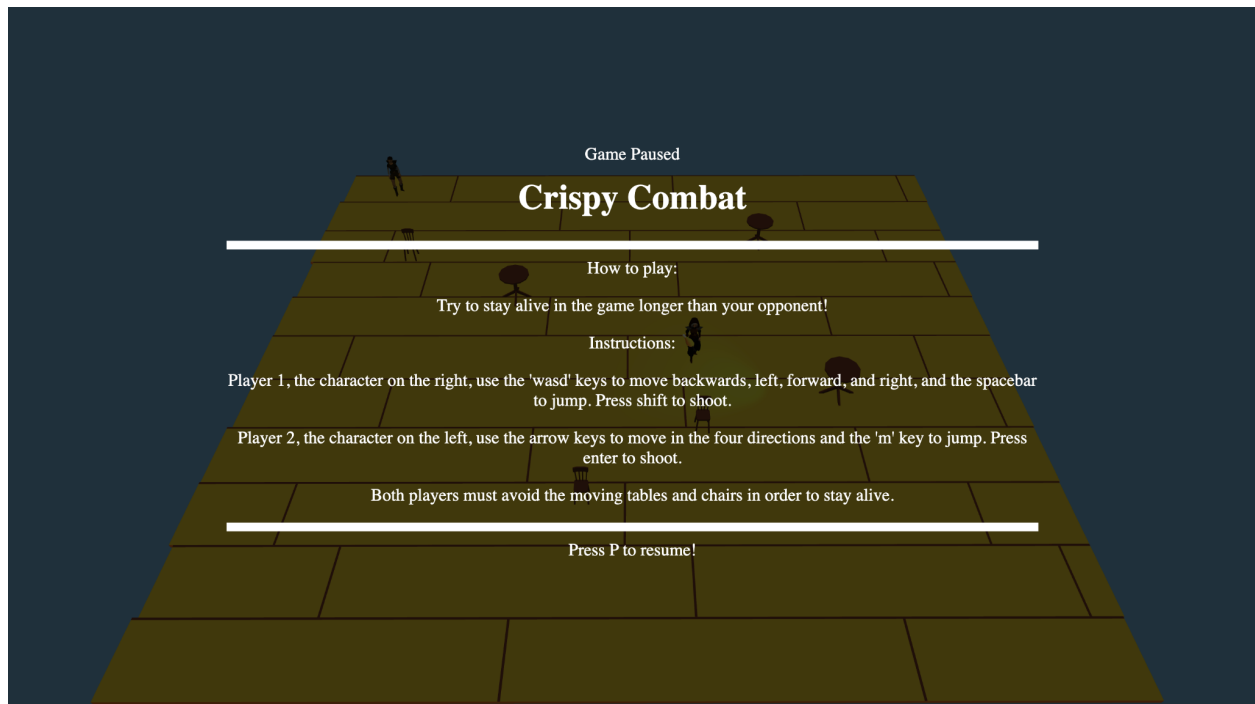 Game Paused
Crispy Combat
How to play:
Try to stay alive in the game longer than your opponent!
Instructions:
Player 1, the character on the right, use the 'wasd' keys to move backwards, left, forward, and right, and the spacebar
to jump. Press shift to shoot.
Player 2, the character on the left, use the arrow keys to move in the four directions and the 'm' key to jump. Press
enter to shoot.
Both players must avoid the moving tables and chairs in order to stay alive.
Press P to resume!